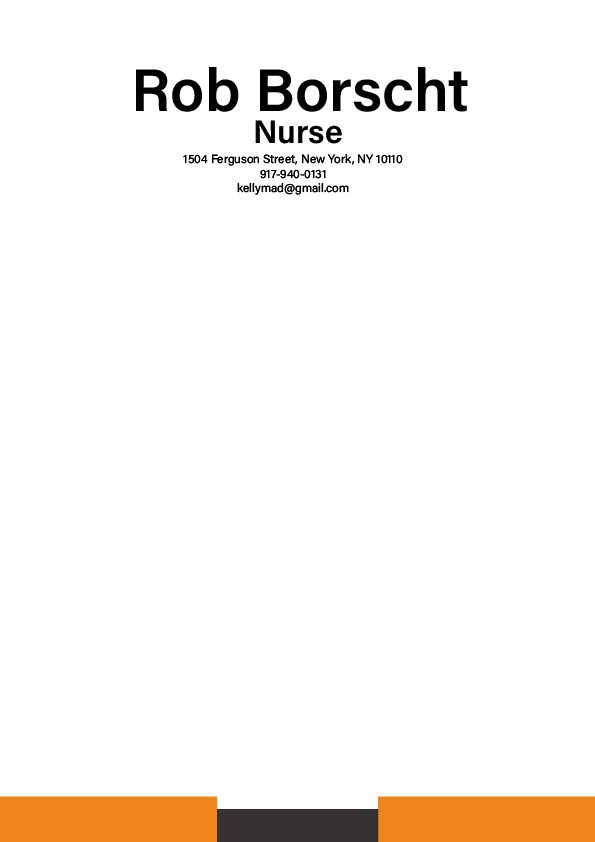 Rob Borscht
Nurse
1504 Ferguson Street, New York, NY 10110
917-940-0131
kellymad@gmail.com